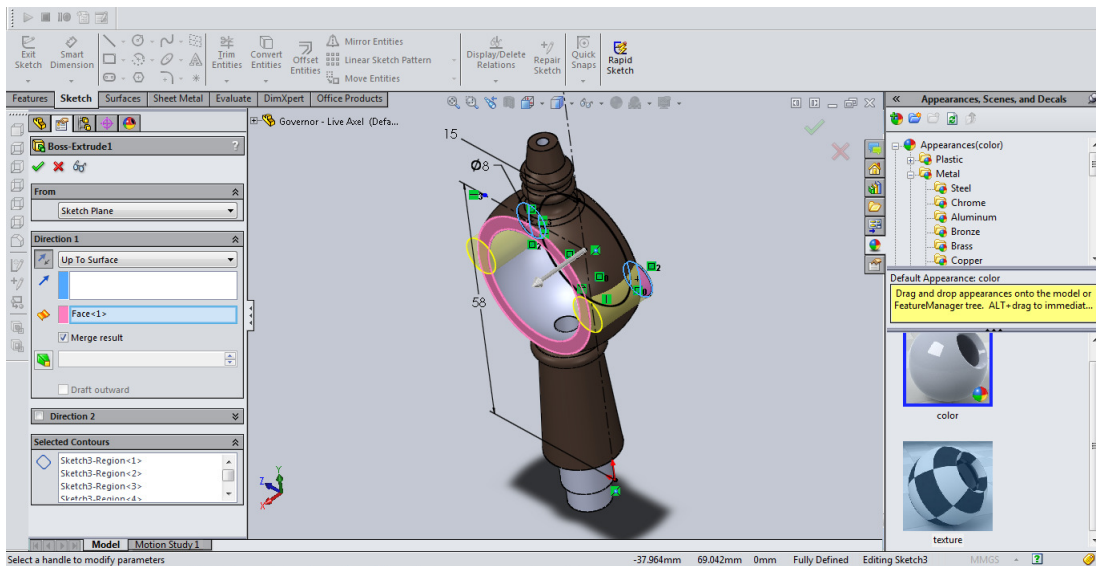 Exit Sketch
Smart Dimension
Trim Entities
Convert Entities
Offset Entities
Mirror Entities
Linear Sketch Pattern
Move Entities
Display/Delete Relations
Repair Sketch
Quick Snaps
Rapid Sketch
Features
Sketch
Surfaces
Sheet Metal
Evaluate
DimXpert
Office Products
Governor - Live Axel (Defa...
Boss-Extrude1
?
From
Sketch Plane
Direction 1
Up To Surface
Face<1>
Merge result
Draft outward
Direction 2
Selected Contours
Sketch3-Region<1>
Sketch3-Region<2>
Sketch3-Region<3>
Sketch3-Region<4>
15
Ø8
58
2
2
Y
Z
X
Appearances, Scenes, and Decals
Appearances(color)
Plastic
Metal
Steel
Chrome
Aluminum
Bronze
Brass
Copper
Default Appearance: color
Drag and drop appearances onto the model or
FeatureManager tree. ALT+drag to immediat...
color
texture
Model
Motion Study 1
Select a handle to modify parameters
-37.964mm 69.042mm 0mm Fully Defined Editing Sketch3 MMGS